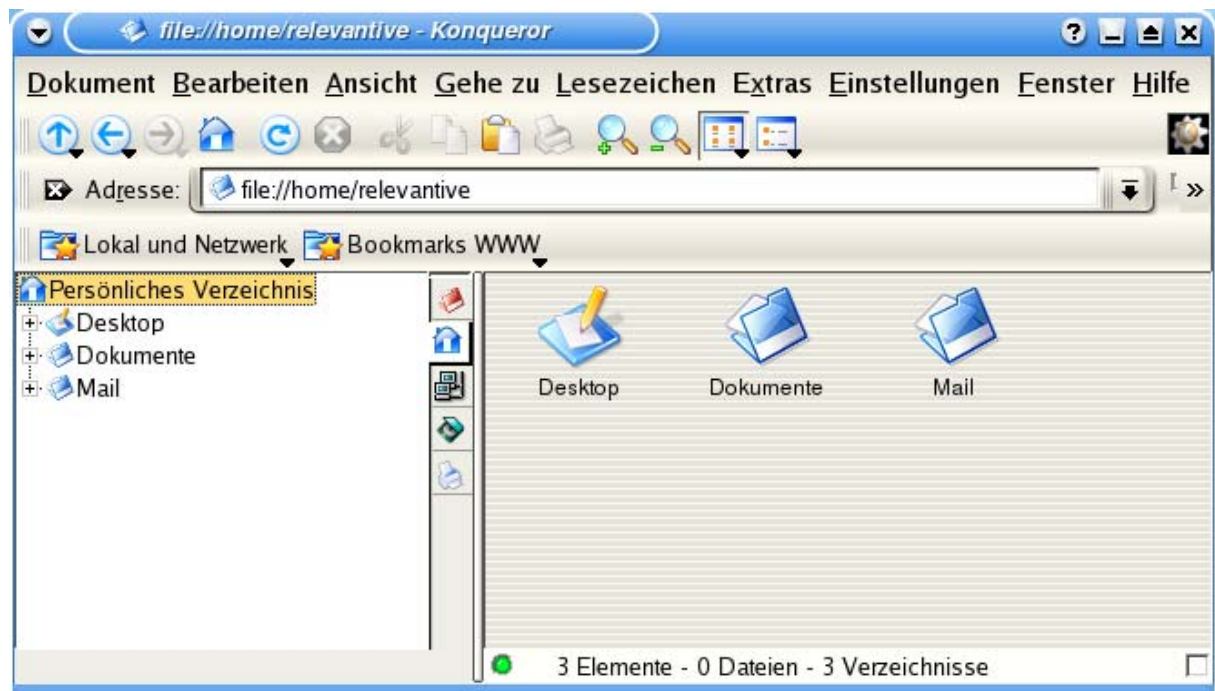 file://home/relevantive - Konqueror
Dokument Bearbeiten Ansicht Gehe zu Lesezeichen Extras Einstellungen Fenster Hilfe
Adresse: file://home/relevantive
Lokal und Netzwerk Bookmarks WWW
Persönliches Verzeichnis
Desktop
Dokumente
Mail
Desktop Dokumente Mail
3 Elemente - 0 Dateien - 3 Verzeichnisse